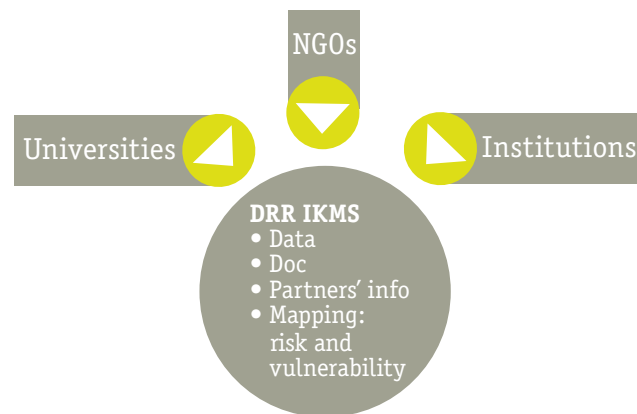 NGOs
Universities
Institutions
DRR IKMS
• Data
• Doc
• Partners’ info
• Mapping:
risk and
vulnerability